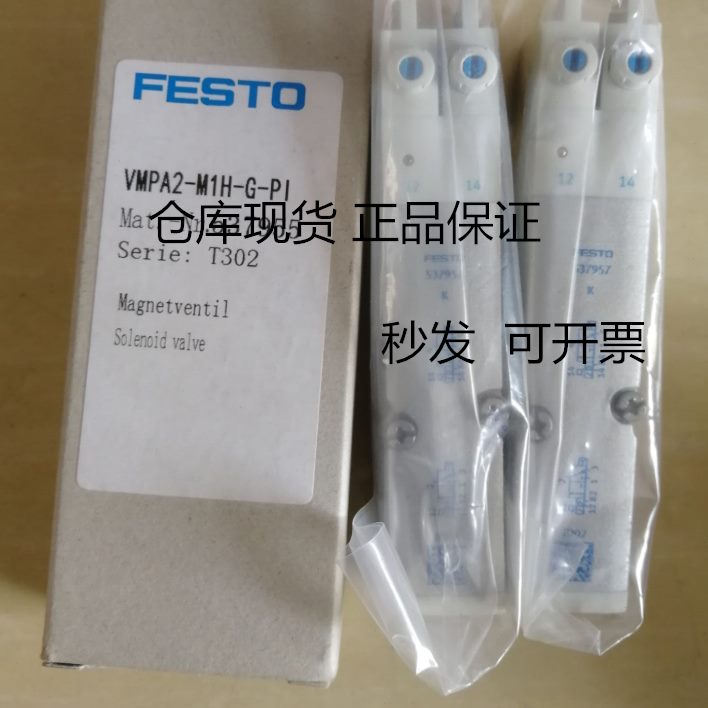 FESTO
VMPA2-M1H-G-PI
仓库现货 正品保证
Serie: T302
Magnetventil
Solenoid valve
秒发 可开票
12 14
FESTO
53795
K
12 14
FESTO
537957
K